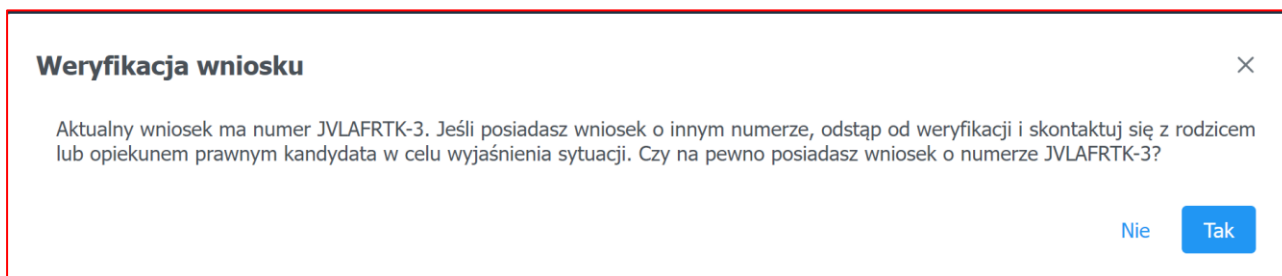 Weryfikacja wniosku
Aktualny wniosek ma numer JVLAFRTK-3. Jeśli posiadasz wniosek o innym numerze, odstąp od weryfikacji i skontaktuj się z rodzicem
lub opiekunem prawnym kandydata w celu wyjaśnienia sytuacji. Czy na pewno posiadasz wniosek o numerze JVLAFRTK-3?
Nie Tak